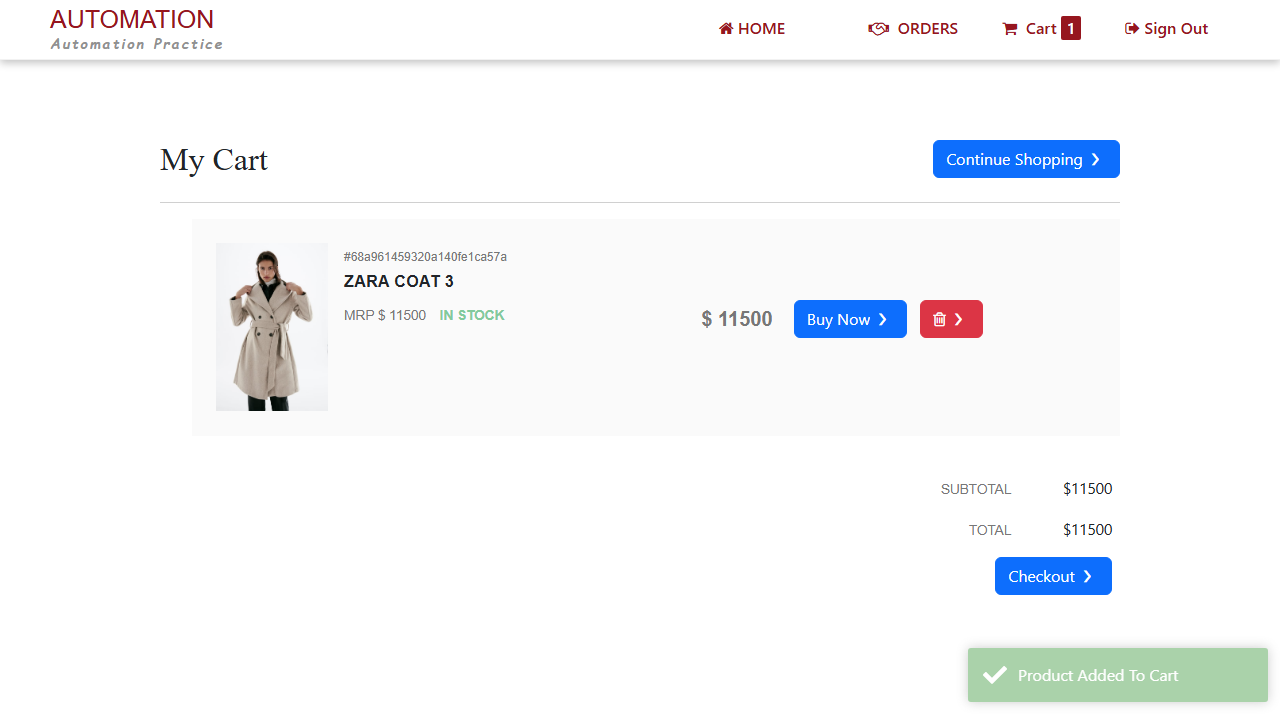 AUTOMATION
Automation Practice
HOME
ORDERS
Cart 1
Sign Out
My Cart
Continue Shopping
#68a961459320a140fe1ca57a
ZARA COAT 3
MRP $ 11500 IN STOCK
$ 11500
Buy Now
SUBTOTAL $11500
TOTAL $11500
Checkout
Product Added To Cart